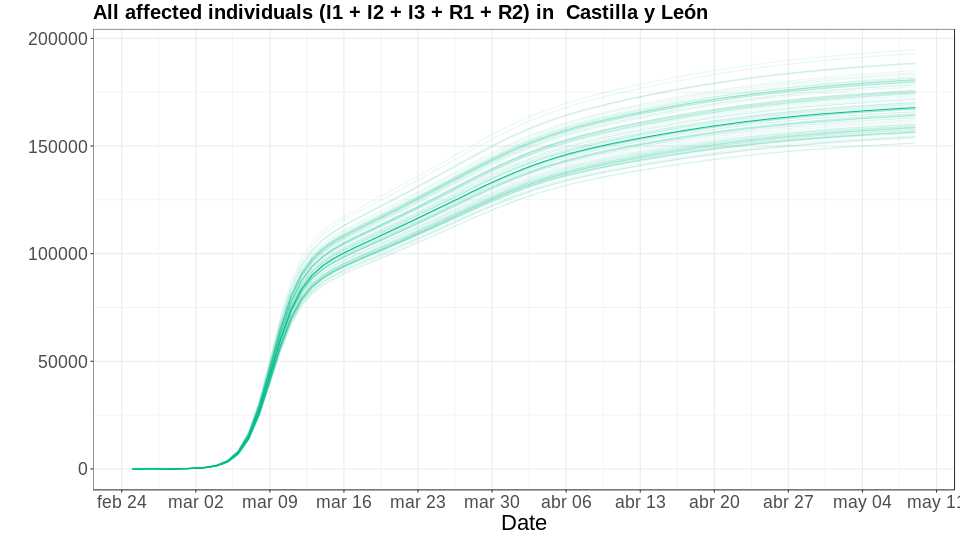 All affected individuals (I1 + I2 + I3 + R1 + R2) in  Castilla y León
200000
150000
100000
50000
0
feb 24 mar 02 mar 09 mar 16 mar 23 mar 30 abr 06 abr 13 abr 20 abr 27 may 04 may 11
Date